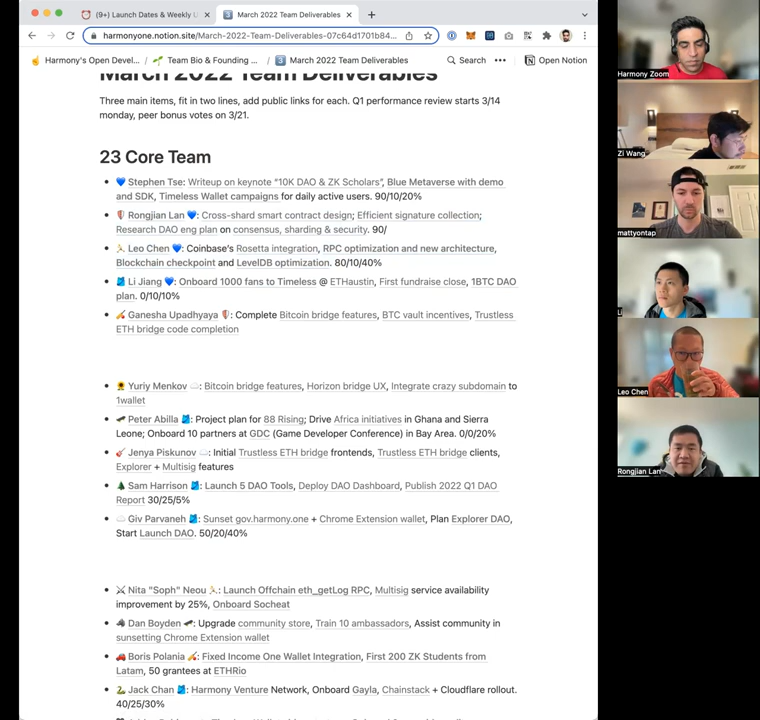 (9+) Launch Dates & Weekly U
March 2022 Team Deliverables
harmonyone.notion.site/March-2022-Team-Deliverables-07c64d1701b84...
Harmony's Open Devel... / Team Bio & Founding ... / March 2022 Team Deliverables Search ••• Open Notion
March 2022 Team Deliverables
Three main items, fit in two lines, add public links for each. Q1 performance review starts 3/14
monday, peer bonus votes on 3/21.
23 Core Team
• 💙 Stephen Tse: Writeup on keynote “10K DAO & ZK Scholars”, Blue Metaverse with demo
and SDK, Timeless Wallet campaigns for daily active users. 90/10/20%
• Rongjian Lan 💙: Cross-shard smart contract design; Efficient signature collection;
Research DAO eng plan on consensus, sharding & security. 90/
• Leo Chen 💙: Coinbase's Rosetta integration, RPC optimization and new architecture,
Blockchain checkpoint and LevelDB optimization. 80/10/40%
• Li Jiang 💙: Onboard 1000 fans to Timeless @ ETHaustin, First fundraise close, 1BTC DAO
plan. 0/10/10%
• Ganesha Upadhyaya: Complete Bitcoin bridge features, BTC vault incentives, Trustless
ETH bridge code completion
• Yuriy Menkov: Bitcoin bridge features, Horizon bridge UX, Integrate crazy subdomain to
1wallet
• Peter Abilla: Project plan for 88 Rising; Drive Africa initiatives in Ghana and Sierra
Leone; Onboard 10 partners at GDC (Game Developer Conference) in Bay Area. 0/0/20%
• Jenya Piskunov: Initial Trustless ETH bridge frontends, Trustless ETH bridge clients,
Explorer + Multisig features
• Sam Harrison: Launch 5 DAO Tools, Deploy DAO Dashboard, Publish 2022 Q1 DAO
Report 30/25/5%
• Giv Parvaneh: Sunset gov.harmony.one + Chrome Extension wallet, Plan Explorer DAO,
Start Launch DAO. 50/20/40%
• Nita "Soph" Neou: Launch Offchain eth_getLog RPC, Multisig service availability
improvement by 25%, Onboard Socheat
• Dan Boyden: Upgrade community store, Train 10 ambassadors, Assist community in
sunsetting Chrome Extension wallet
• Boris Polania: Fixed Income One Wallet Integration, First 200 ZK Students from
Latam, 50 grantees at ETHRio
• Jack Chan: Harmony Venture Network, Onboard Gayla, Chainstack + Cloudflare rollout.
40/25/30%
Harmony Zoom
Zi Wang
mattyontap
Leo Chen
Rongjian Lan